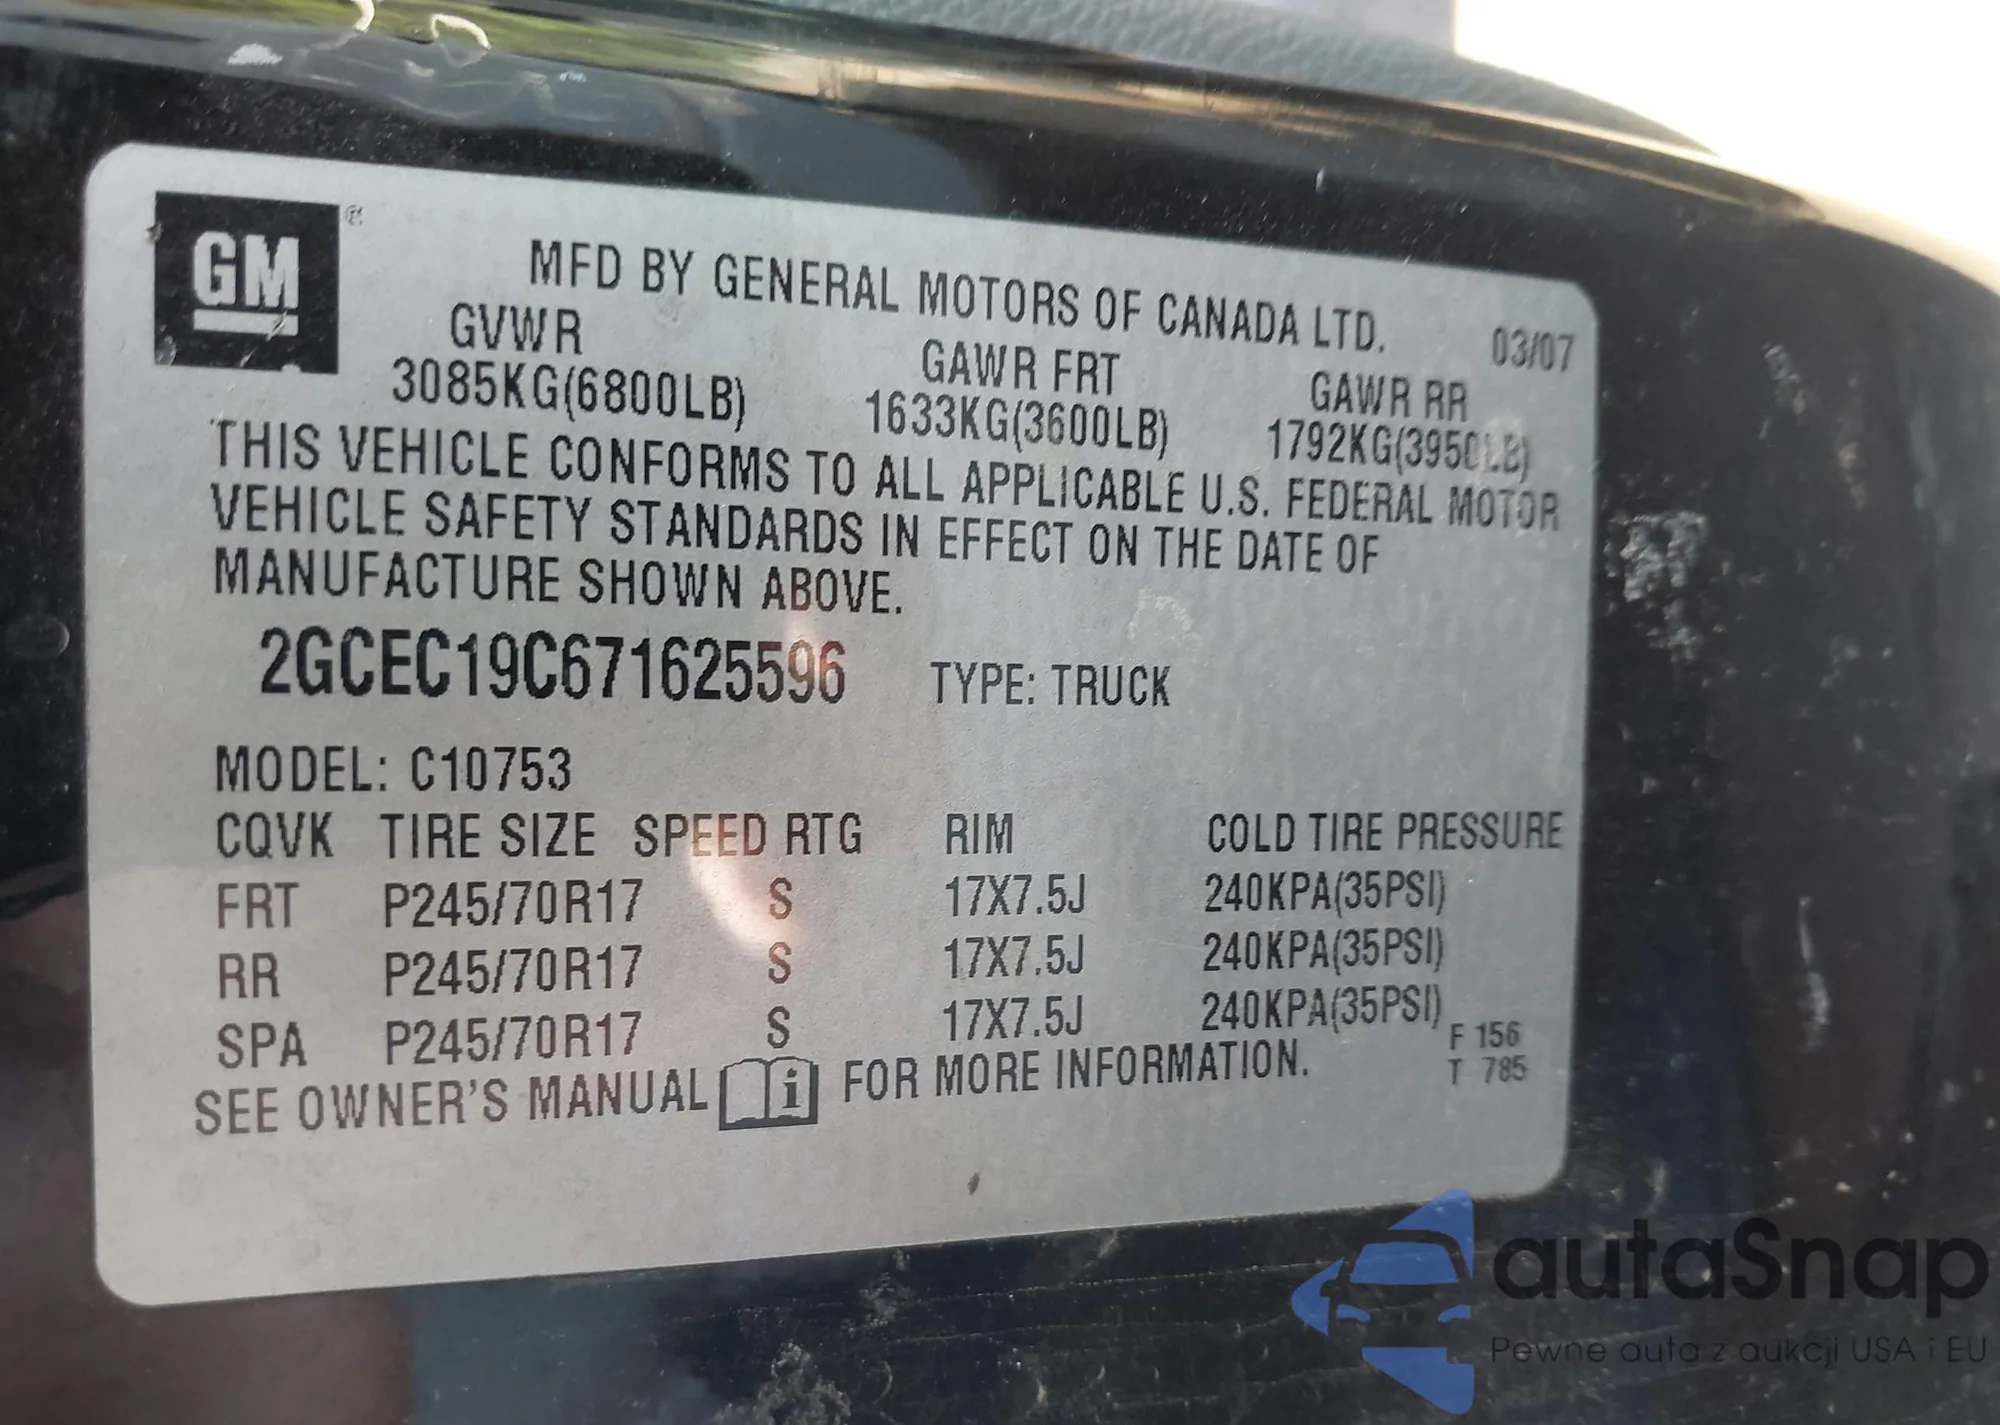 GM ®
MFD BY GENERAL MOTORS OF CANADA LTD.
03/07
GVWR GAWR FRT GAWR RR
3085KG(6800LB) 1633KG(3600LB) 1792KG(3950LB)
THIS VEHICLE CONFORMS TO ALL APPLICABLE U.S. FEDERAL MOTOR
VEHICLE SAFETY STANDARDS IN EFFECT ON THE DATE OF
MANUFACTURE SHOWN ABOVE.
2GCEC19C671625596 TYPE: TRUCK
MODEL: C10753
CQVK TIRE SIZE SPEED RTG RIM COLD TIRE PRESSURE
FRT P245/70R17 S 17X7.5J 240KPA(35PSI)
RR P245/70R17 S 17X7.5J 240KPA(35PSI)
SPA P245/70R17 S 17X7.5J 240KPA(35PSI)
F 156
SEE OWNER'S MANUAL i FOR MORE INFORMATION.
T 785
autaSnap
Pewne auta z aukcji USA i EU